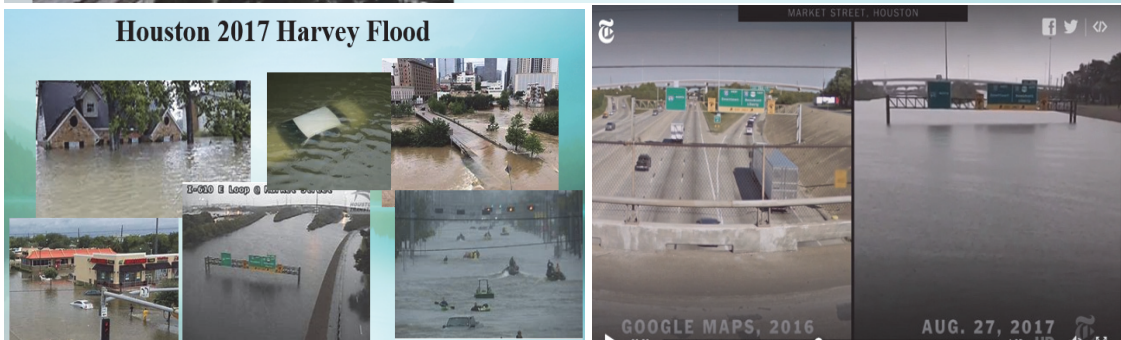 Houston 2017 Harvey Flood
I-610 E Loop @ Market Street
MARKET STREET, HOUSTON
GOOGLE MAPS, 2016
AUG. 27, 2017